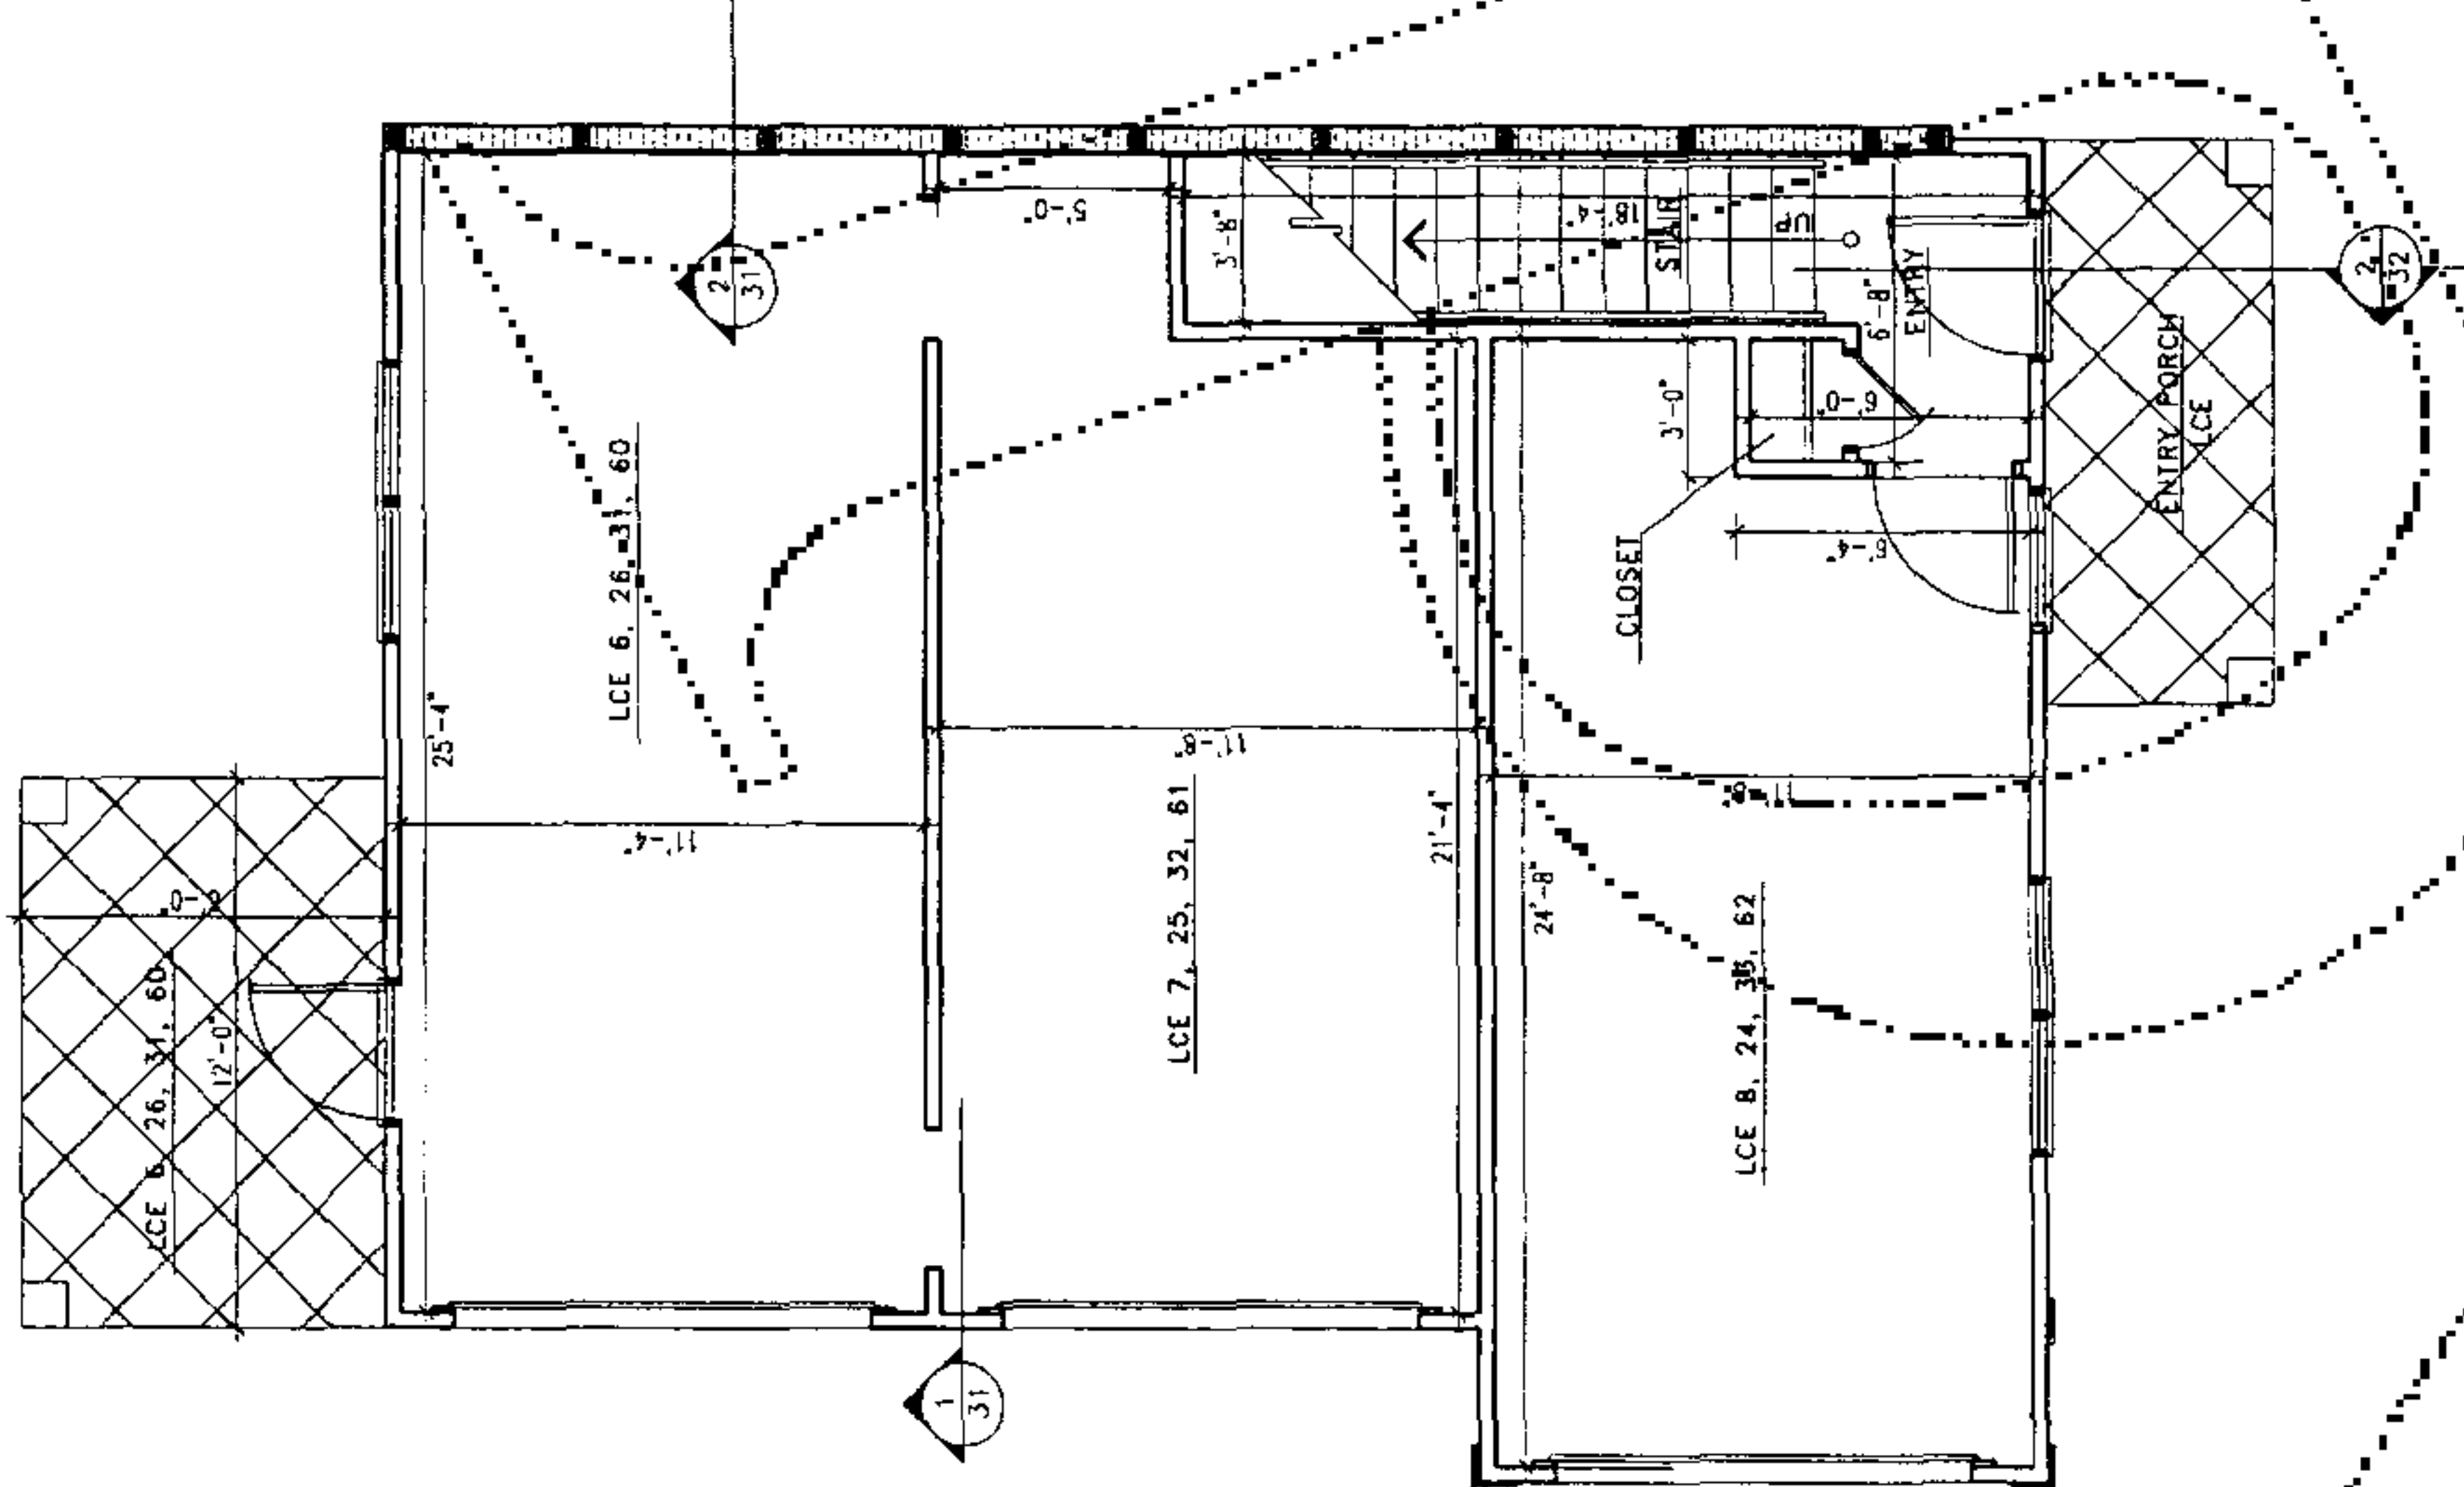 2
31
5'-0"
3'-8"
18'-4"
STAIR
UP
ENTRY
6'-8"
2
32
ENTRY PORCH
LCE
3'-0"
6'-0"
CLOSET
6'-4"
LCE 6, 26, 31, 60
25'-4"
11'-4"
11'-8"
LCE 7, 25, 32, 61
21'-4"
24'-8"
LCE 8, 24, 33, 62
LCE 6, 26, 31, 60
12'-0"
1
31